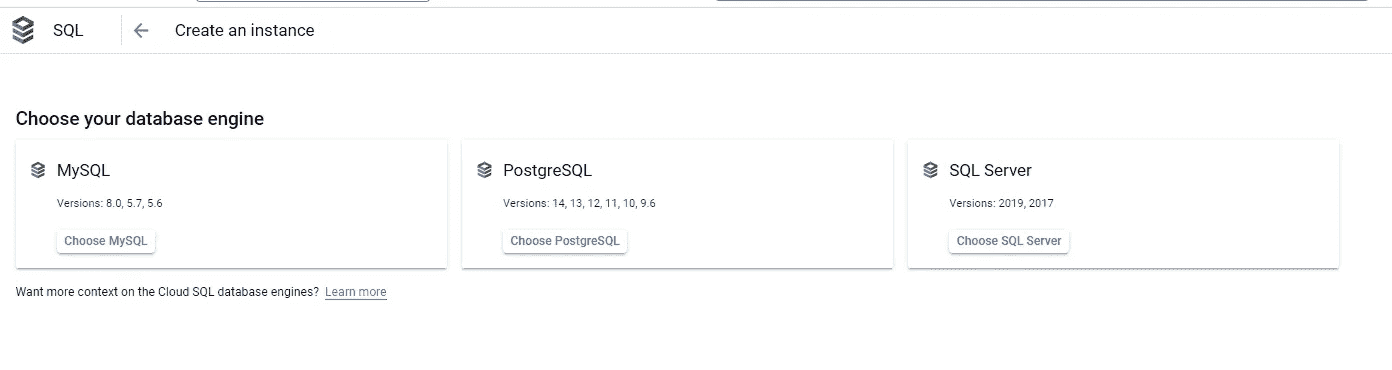 SQL
Create an instance
Choose your database engine
MySQL
Versions: 8.0, 5.7, 5.6
Choose MySQL
PostgreSQL
Versions: 14, 13, 12, 11, 10, 9.6
Choose PostgreSQL
SQL Server
Versions: 2019, 2017
Choose SQL Server
Want more context on the Cloud SQL database engines? Learn more